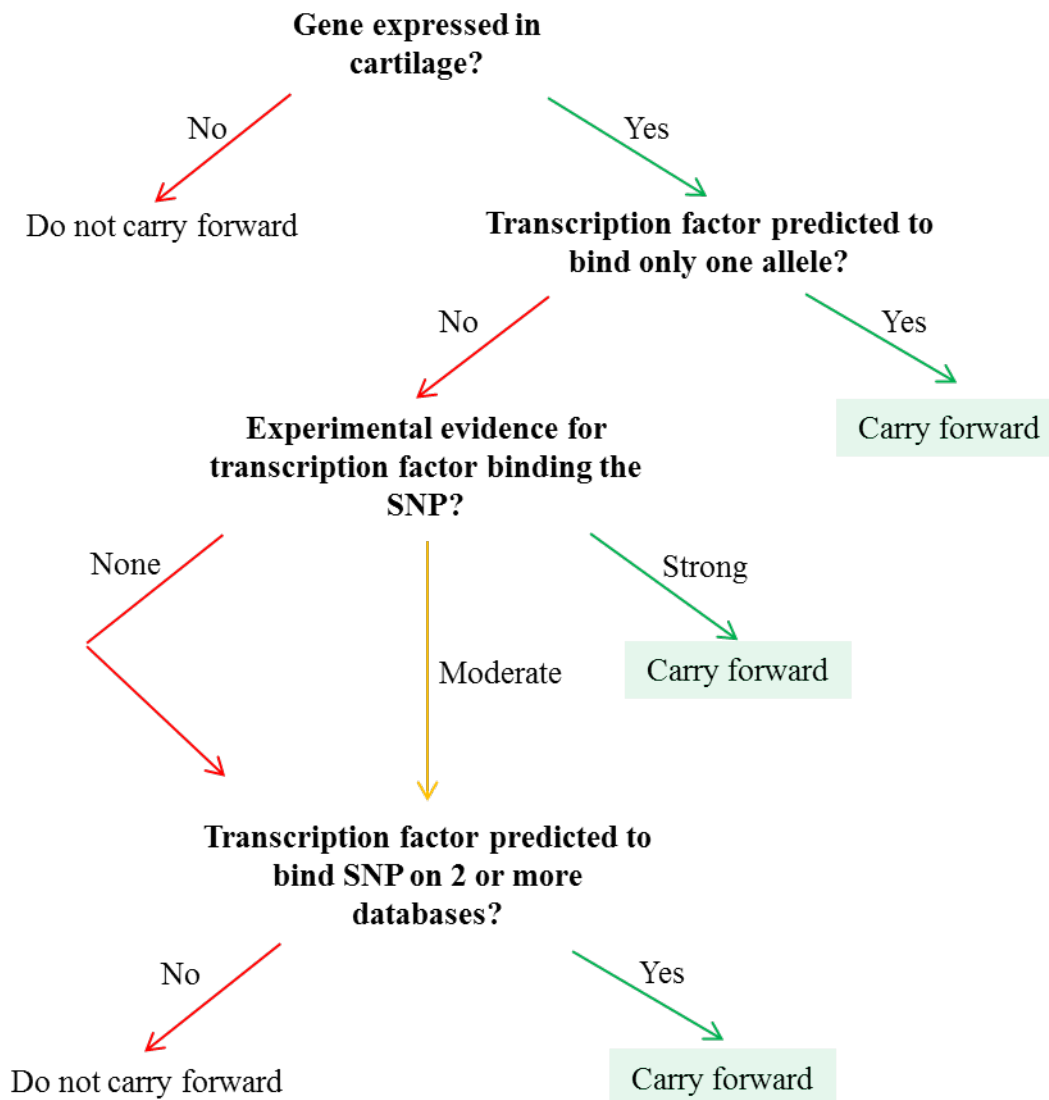 Gene expressed in
cartilage?
No
Yes
Do not carry forward
Transcription factor predicted to
bind only one allele?
No
Yes
Experimental evidence for
transcription factor binding the
SNP?
Carry forward
None
Strong
Moderate
Carry forward
Transcription factor predicted to
bind SNP on 2 or more
databases?
No
Yes
Do not carry forward
Carry forward